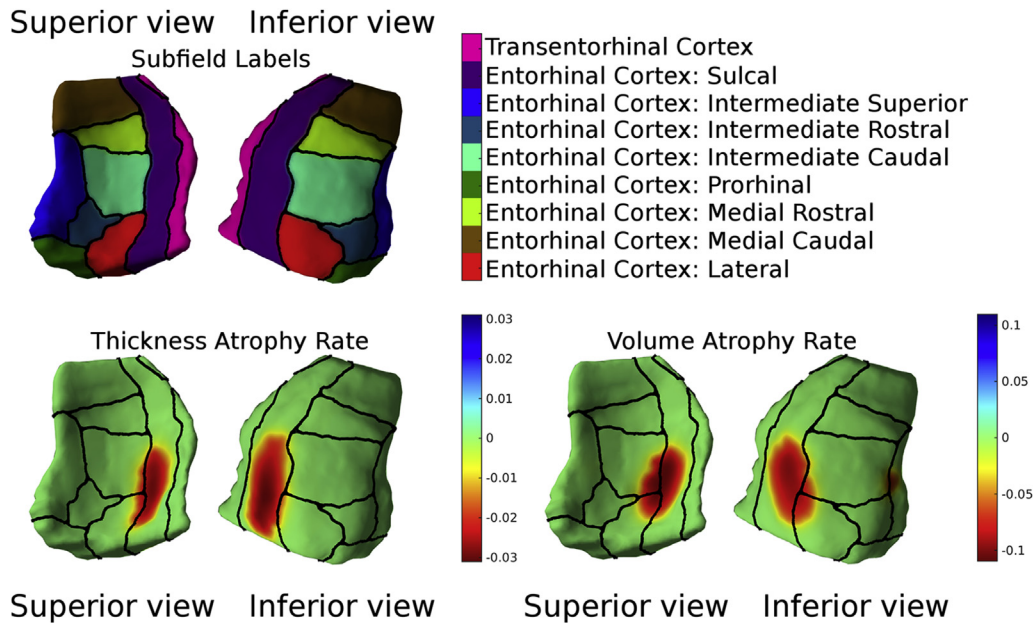 Superior view
Inferior view
Subfield Labels
Transentorhinal Cortex
Entorhinal Cortex: Sulcal
Entorhinal Cortex: Intermediate Superior
Entorhinal Cortex: Intermediate Rostral
Entorhinal Cortex: Intermediate Caudal
Entorhinal Cortex: Prorhinal
Entorhinal Cortex: Medial Rostral
Entorhinal Cortex: Medial Caudal
Entorhinal Cortex: Lateral
Thickness Atrophy Rate
0.03
0.02
0.01
0
-0.01
-0.02
-0.03
Volume Atrophy Rate
0.1
0.05
0
-0.05
-0.1
Superior view
Inferior view
Superior view
Inferior view